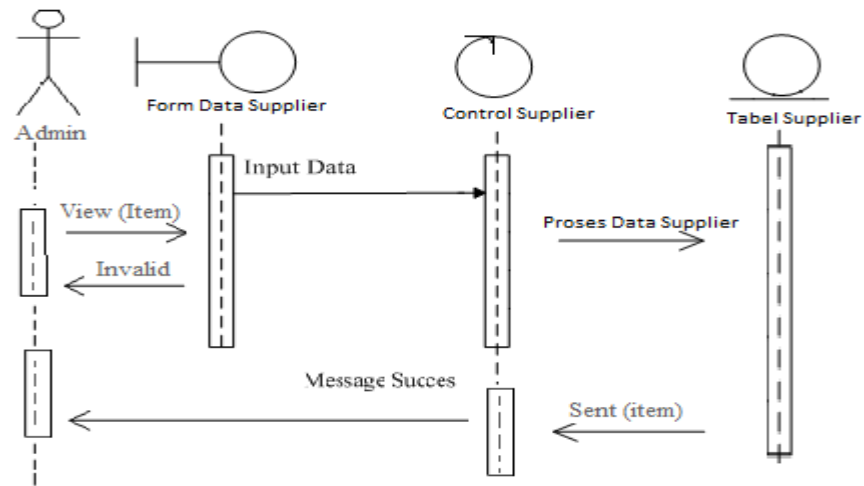 Form Data Supplier
Control Supplier
Tabel Supplier
Admin
Input Data
View (Item)
Proses Data Supplier
Invalid
Message Succes
Sent (item)